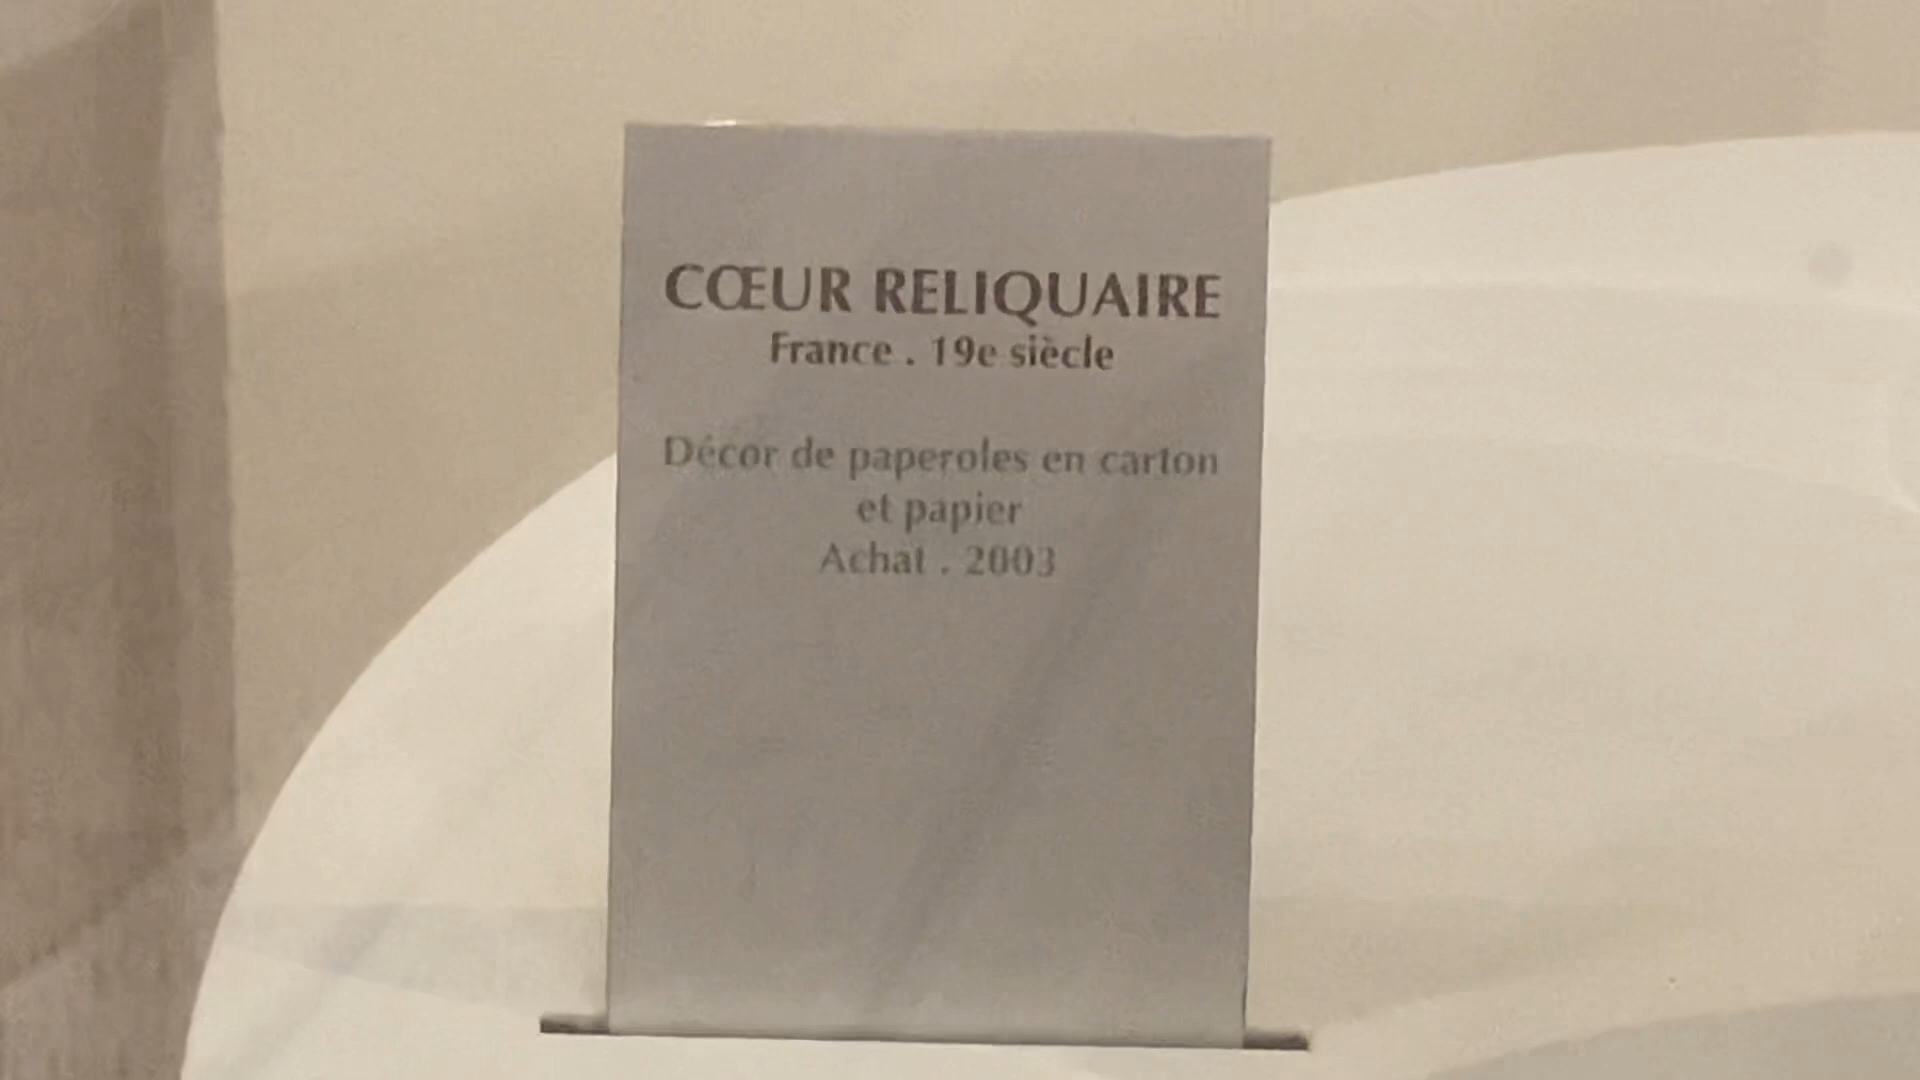 CŒUR RELIQUAIRE
France . 19e siècle
Décor de paperoles en carton
et papier
Achat . 2003